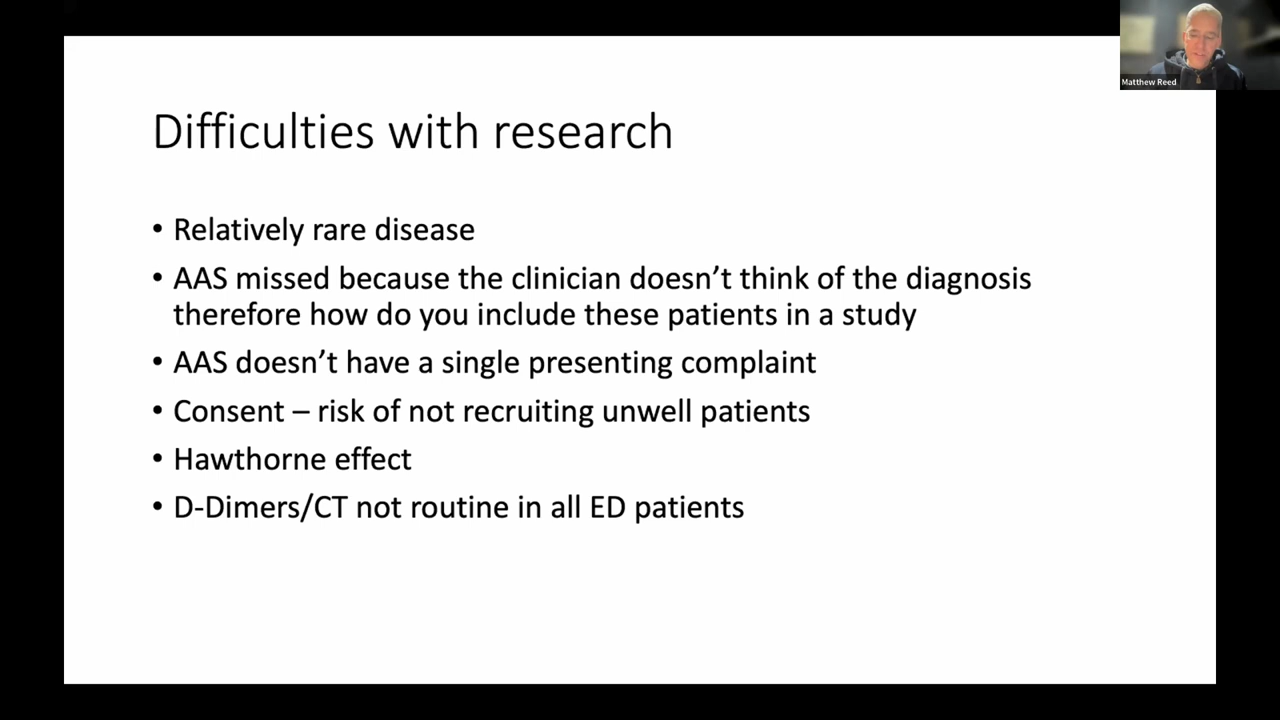 Matthew Reed
Difficulties with research
• Relatively rare disease
• AAS missed because the clinician doesn’t think of the diagnosis
therefore how do you include these patients in a study
• AAS doesn’t have a single presenting complaint
• Consent – risk of not recruiting unwell patients
• Hawthorne effect
• D-Dimers/CT not routine in all ED patients